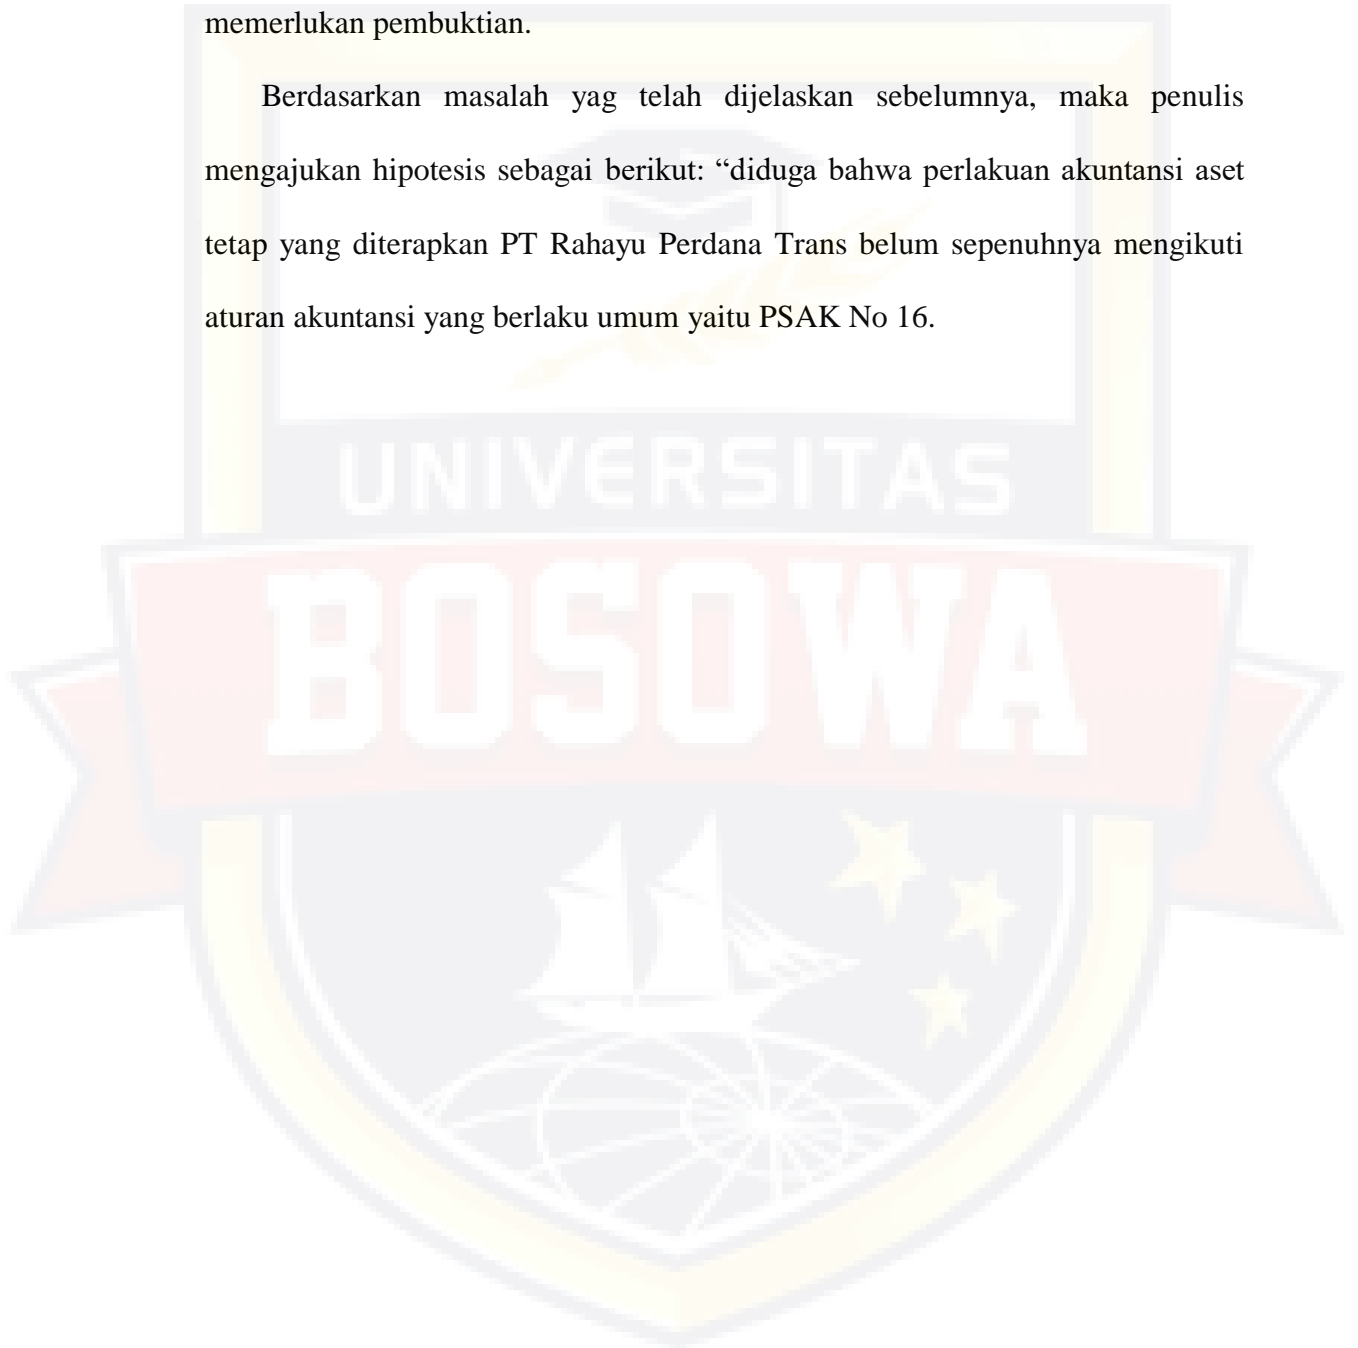 memerlukan pembuktian.
Berdasarkan masalah yag telah dijelaskan sebelumnya, maka penulis
mengajukan hipotesis sebagai berikut: “diduga bahwa perlakuan akuntansi aset
tetap yang diterapkan PT Rahayu Perdana Trans belum sepenuhnya mengikuti
aturan akuntansi yang berlaku umum yaitu PSAK No 16.
UNIVERSITAS
BOSOWA